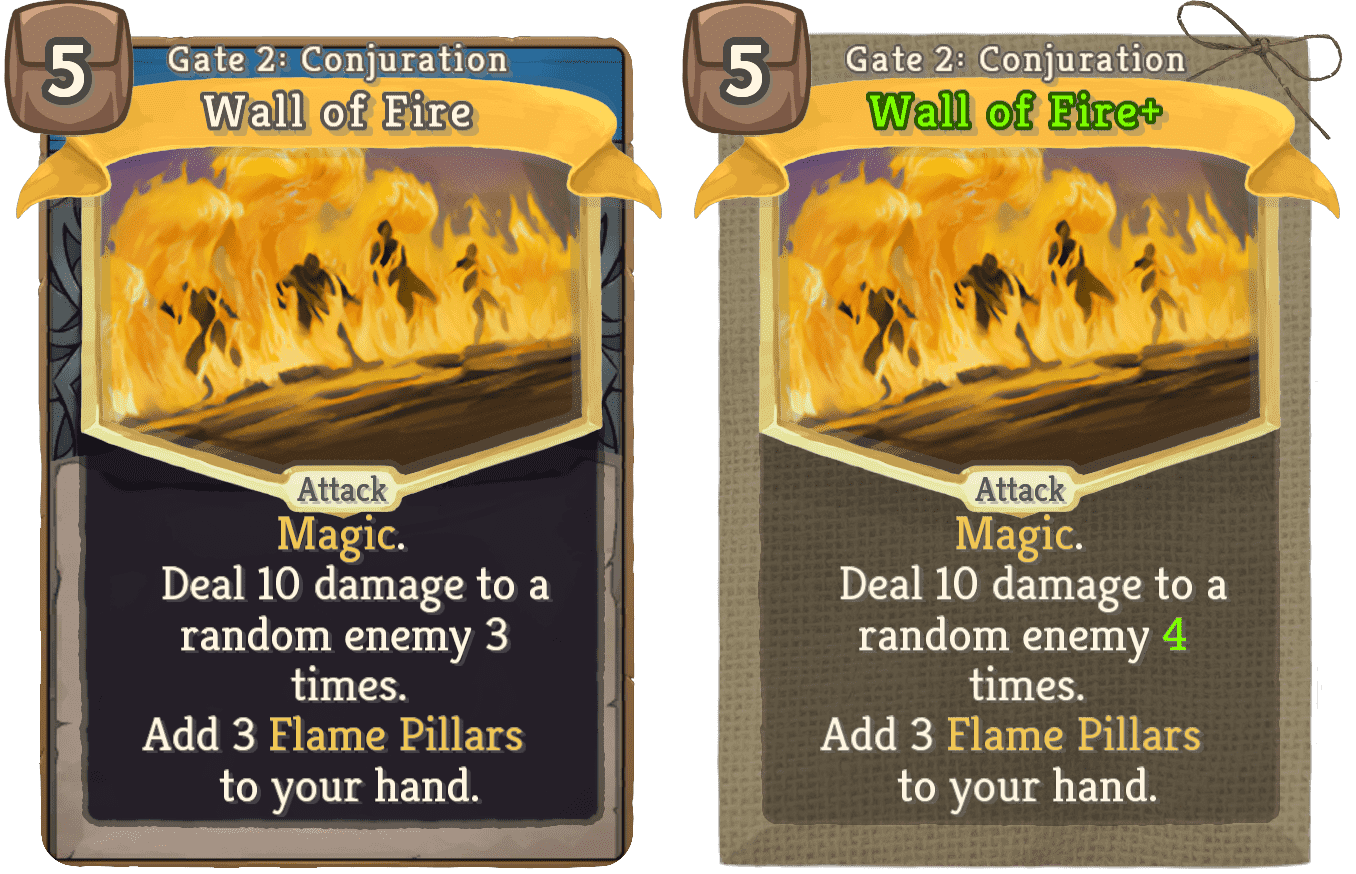 5
Gate 2: Conjuration
Wall of Fire
Attack
Magic.
Deal 10 damage to a
random enemy 3
times.
Add 3 Flame Pillars
to your hand.
5
Gate 2: Conjuration
Wall of Fire+
Attack
Magic.
Deal 10 damage to a
random enemy 4
times.
Add 3 Flame Pillars
to your hand.